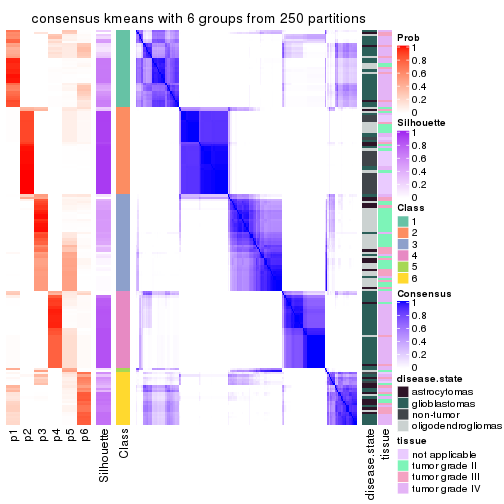 consensus kmeans with 6 groups from 250 partitions
Prob
1
0.8
0.6
0.4
0.2
0
Silhouette
1
0.8
0.6
0.4
0.2
0
Class
1
2
3
4
5
6
Consensus
1
0.8
0.6
0.4
0.2
0
disease.state
astrocytomas
glioblastomas
non-tumor
oligodendrogliomas
tissue
not applicable
tumor grade II
tumor grade III
tumor grade IV
p1
p2
p3
p4
p5
p6
Silhouette
Class
disease.state
tissue